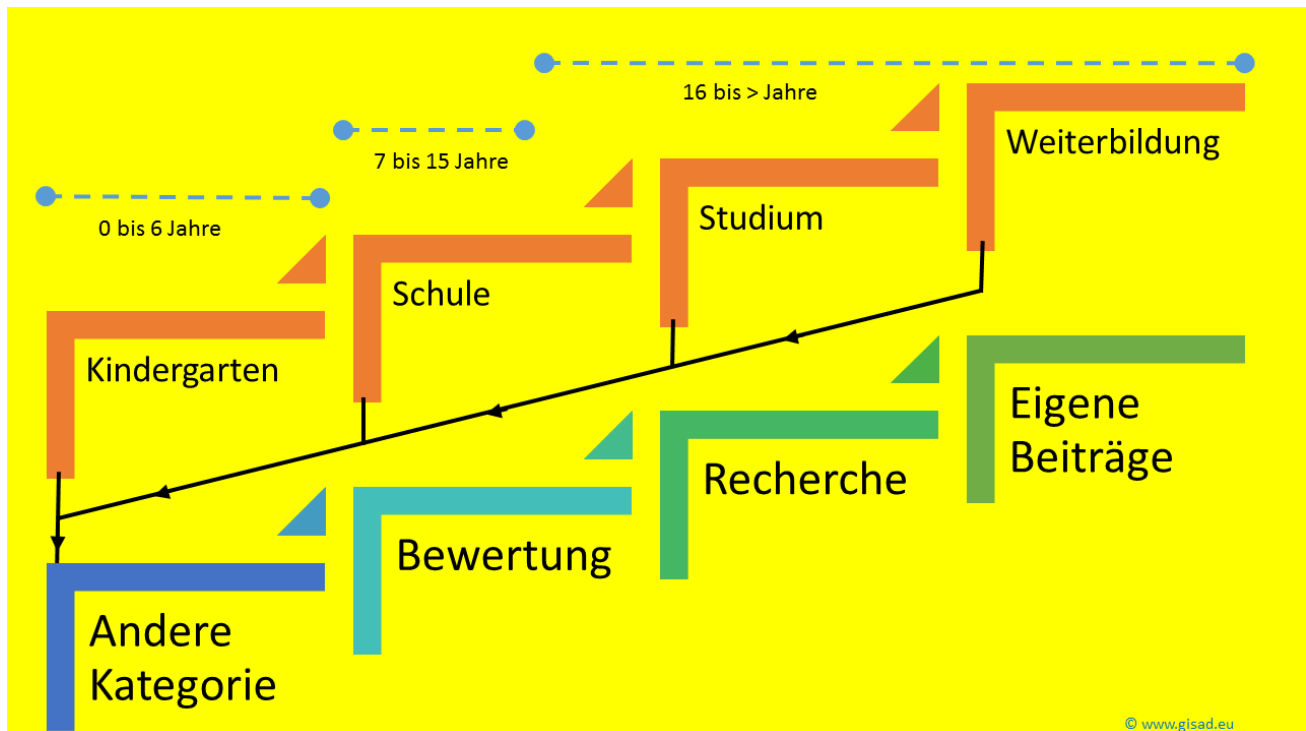 16 bis > Jahre
7 bis 15 Jahre
0 bis 6 Jahre
Weiterbildung
Studium
Schule
Kindergarten
Eigene
Beiträge
Recherche
Bewertung
Andere
Kategorie
© www.gisad.eu